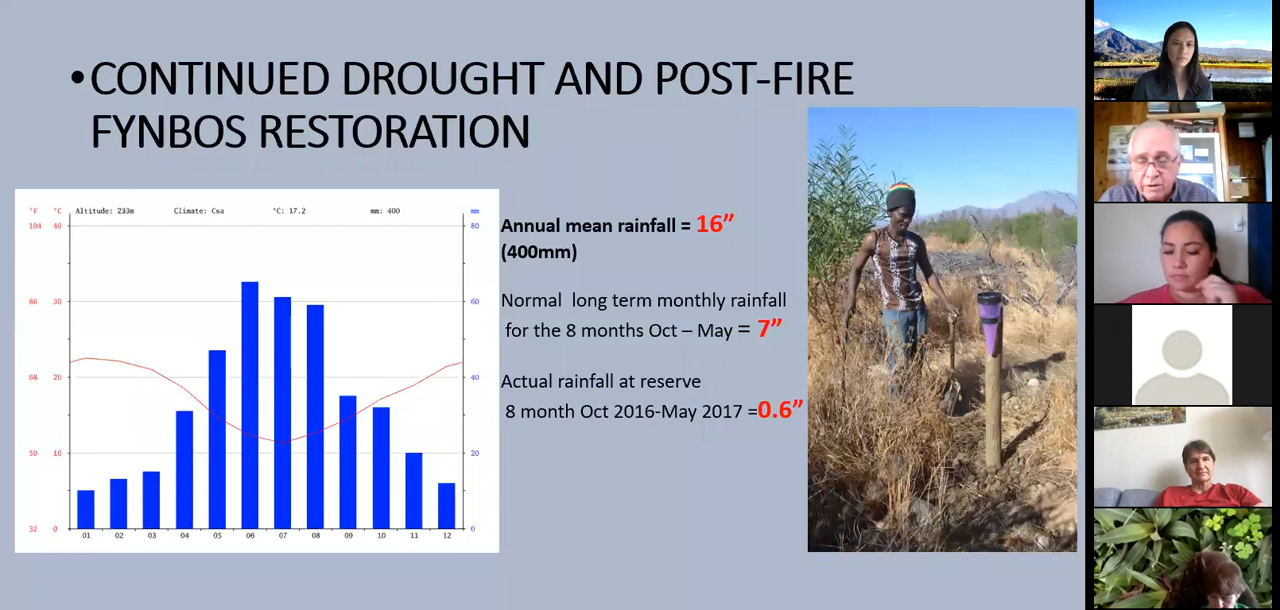 •CONTINUED DROUGHT AND POST-FIRE
FYNBOS RESTORATION
°F °C Altitude: 233m Climate: Csa °C: 17.2 mm: 400 mm
104 40 80
86 30 60
68 20 40
50 10 20
32 0 0
01 02 03 04 05 06 07 08 09 10 11 12
Annual mean rainfall = 16”
(400mm)
Normal long term monthly rainfall
for the 8 months Oct – May = 7”
Actual rainfall at reserve
8 month Oct 2016-May 2017 =0.6”